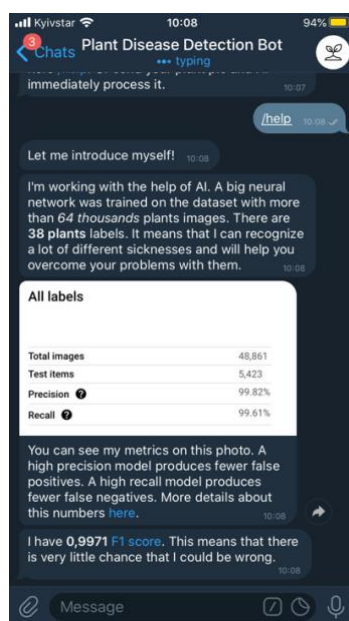 Kyivstar 10:08 94%
3
Chats Plant Disease Detection Bot
typing
immediately process it. 10:07
/help 10:08
Let me introduce myself! 10:08
I'm working with the help of AI. A big neural
network was trained on the dataset with more
than 64 thousands plants images. There are
38 plants labels. It means that I can recognize
a lot of different sicknesses and will help you
overcome your problems with them. 10:08
All labels
Total images 48,861
Test items 5,423
Precision ? 99.82%
Recall ? 99.61%
You can see my metrics on this photo. A
high precision model produces fewer false
positives. A high recall model produces
fewer false negatives. More details about
this numbers here. 10:08
I have 0,9971 F1 score. This means that there
is very little chance that I could be wrong.
10:08
Message